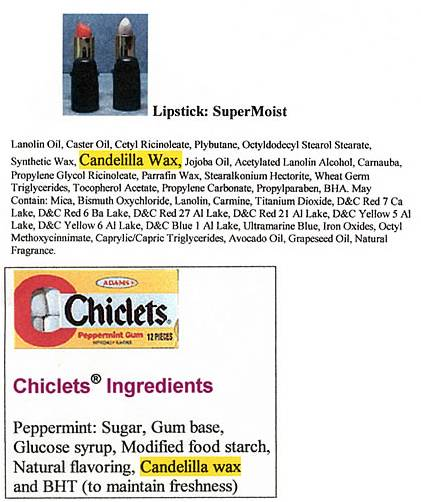 Lipstick: SuperMoist
Lanolin Oil, Caster Oil, Cetyl Ricinoleate, Plybutane, Octyldodecyl Stearol Stearate,
Synthetic Wax, Candelilla Wax, Jojoba Oil, Acetylated Lanolin Alcohol, Carnauba,
Propylene Glycol Ricinoleate, Parrafin Wax, Stearalkonium Hectorite, Wheat Germ
Triglycerides, Tocopherol Acetate, Propylene Carbonate, Propylparaben, BHA. May
Contain: Mica, Bismuth Oxychloride, Lanolin, Carmine, Titanium Dioxide, D&C Red 7 Ca
Lake, D&C Red 6 Ba Lake, D&C Red 27 Al Lake, D&C Red 21 Al Lake, D&C Yellow 5 Al
Lake, D&C Yellow 6 Al Lake, D&C Blue 1 Al Lake, Ultramarine Blue, Iron Oxides, Octyl
Methoxycinnimate, Caprylic/Capric Triglycerides, Avocado Oil, Grapeseed Oil, Natural
Fragrance.
ADAMS
Chiclets
Peppermint Gum
ARTIFICIALLY FLAVORED 12 PIECES
Chiclets® Ingredients
Peppermint: Sugar, Gum base,
Glucose syrup, Modified food starch,
Natural flavoring, Candelilla wax
and BHT (to maintain freshness)